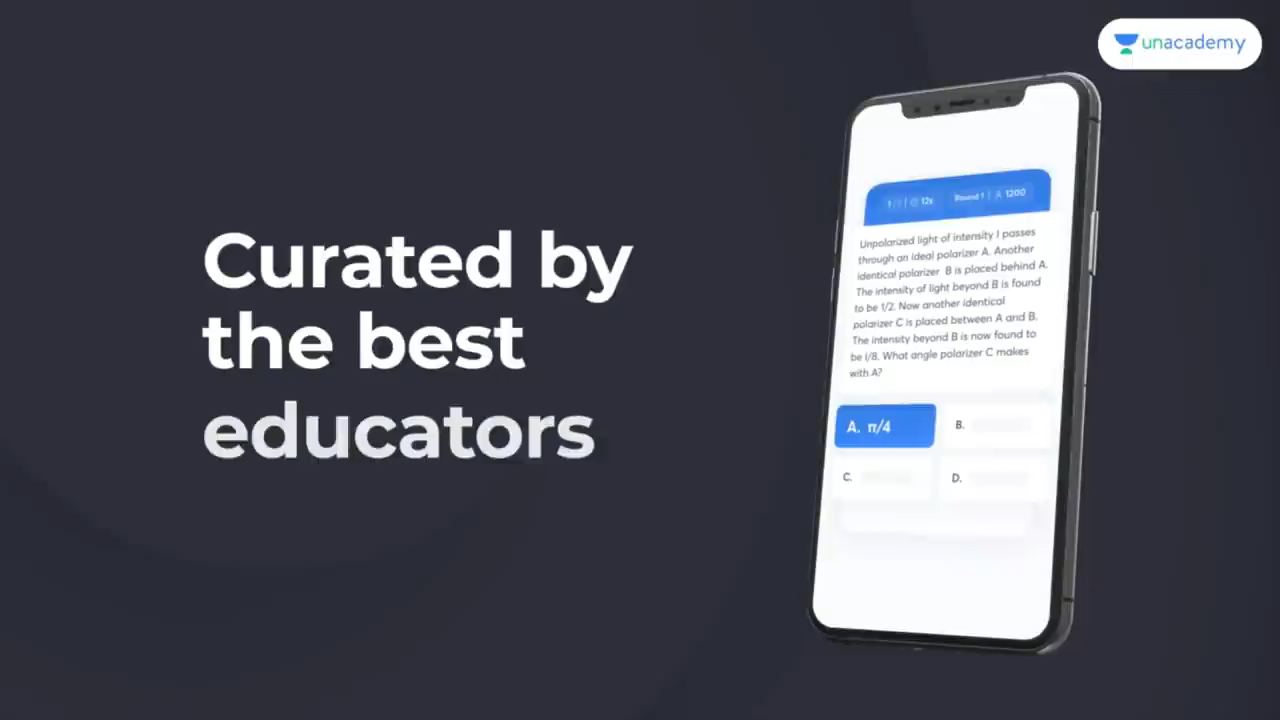 unacademy
Curated by
the best
educators
12s
Round 1 | 1200
Unpolarized light of intensity I passes
through an ideal polarizer A. Another
identical polarizer B is placed behind A.
The intensity of light beyond B is found
to be 1/2. Now another identical
polarizer C is placed between A and B.
The intensity beyond B is now found to
be I/8. What angle polarizer C makes
with A?
A. π/4
B.
C.
D.